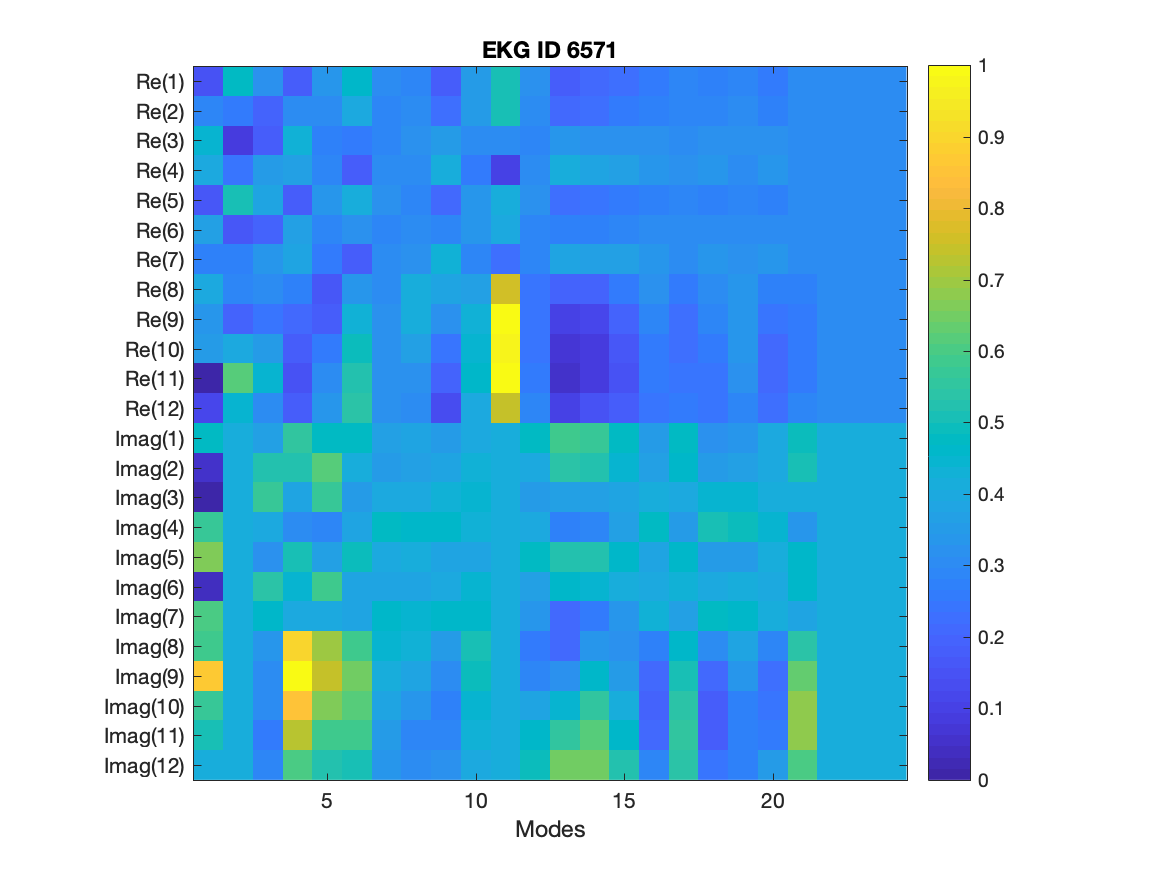 EKG ID 6571
Re(1)
Re(2)
Re(3)
Re(4)
Re(5)
Re(6)
Re(7)
Re(8)
Re(9)
Re(10)
Re(11)
Re(12)
Imag(1)
Imag(2)
Imag(3)
Imag(4)
Imag(5)
Imag(6)
Imag(7)
Imag(8)
Imag(9)
Imag(10)
Imag(11)
Imag(12)
5 10 15 20
Modes
1
0.9
0.8
0.7
0.6
0.5
0.4
0.3
0.2
0.1
0